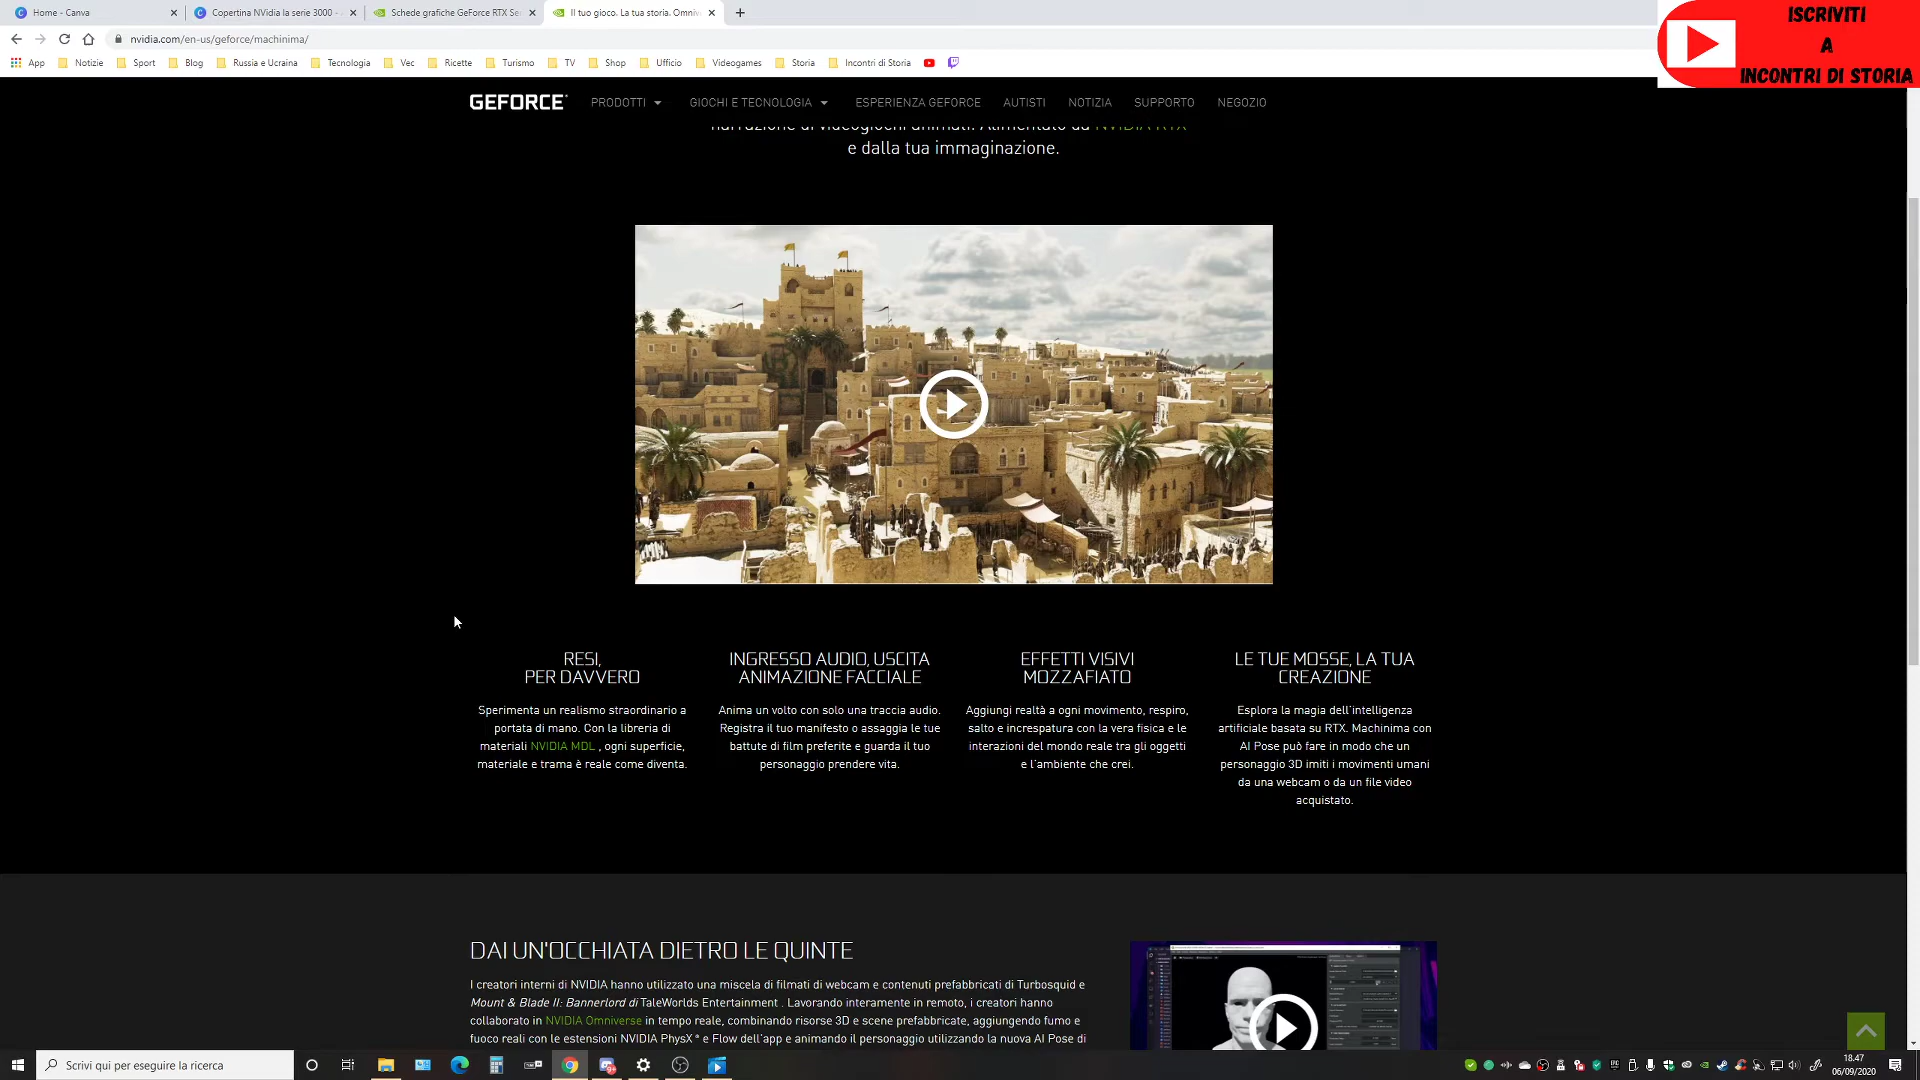 Home - Canva
Copertina NVidia la serie 3000 -
Schede grafiche GeForce RTX Se
Il tuo gioco. La tua storia. Omniv
nvidia.com/en-us/geforce/machinima/
App
Notizie
Sport
Blog
Russia e Ucraina
Tecnologia
Vec
Ricette
Turismo
TV
Shop
Ufficio
Videogames
Storia
Incontri di Storia
ISCRIVITI
A
INCONTRI DI STORIA
GEFORCE
PRODOTTI
GIOCHI E TECNOLOGIA
ESPERIENZA GEFORCE
AUTISTI
NOTIZIA
SUPPORTO
NEGOZIO
narrazione di videogiochi animati. Alimentato da NVIDIA RTX
e dalla tua immaginazione.
RESI,
PER DAVVERO
Sperimenta un realismo straordinario a
portata di mano. Con la libreria di
materiali NVIDIA MDL , ogni superficie,
materiale e trama è reale come diventa.
INGRESSO AUDIO, USCITA
ANIMAZIONE FACCIALE
Anima un volto con solo una traccia audio.
Registra il tuo manifesto o assaggia le tue
battute di film preferite e guarda il tuo
personaggio prendere vita.
EFFETTI VISIVI
MOZZAFIATO
Aggiungi realtà a ogni movimento, respiro,
salto e increspatura con la vera fisica e le
interazioni del mondo reale tra gli oggetti
e l'ambiente che crei.
LE TUE MOSSE, LA TUA
CREAZIONE
Esplora la magia dell'intelligenza
artificiale basata su RTX. Machinima con
AI Pose può fare in modo che un
personaggio 3D imiti i movimenti umani
da una webcam o da un file video
acquistato.
DAI UN'OCCHIATA DIETRO LE QUINTE
I creatori interni di NVIDIA hanno utilizzato una miscela di filmati di webcam e contenuti prefabbricati di Turbosquid e
Mount & Blade II: Bannerlord di TaleWorlds Entertainment . Lavorando interamente in remoto, i creatori hanno
collaborato in NVIDIA Omniverse in tempo reale, combinando risorse 3D e scene prefabbricate, aggiungendo fumo e
fuoco reali con le estensioni NVIDIA PhysX ® e Flow dell'app e animando il personaggio utilizzando la nuova AI Pose di
Scrivi qui per eseguire la ricerca
18.47
06/09/2020